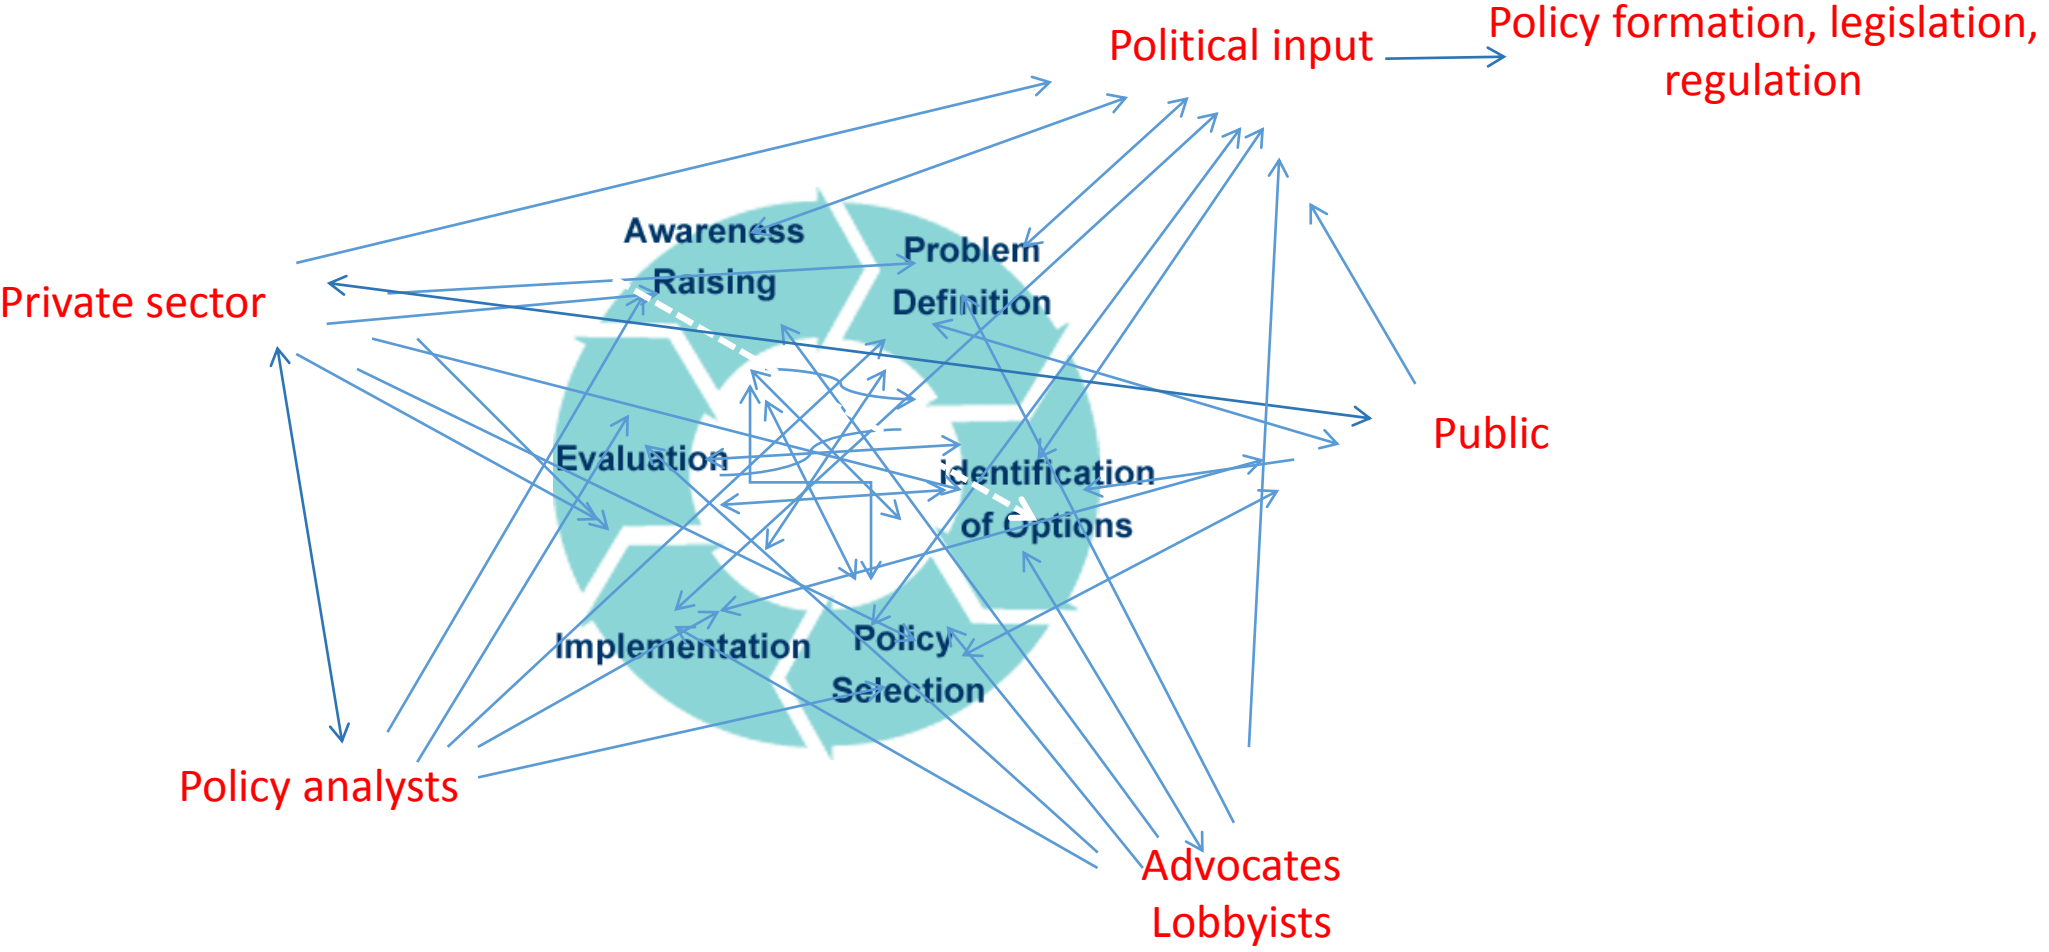 Policy formation, legislation,
regulation
Political input
Awareness
Raising
Problem
Definition
Private sector
Public
Evaluation
identification
of Options
Implementation
Policy
Selection
Policy analysts
Advocates
Lobbyists